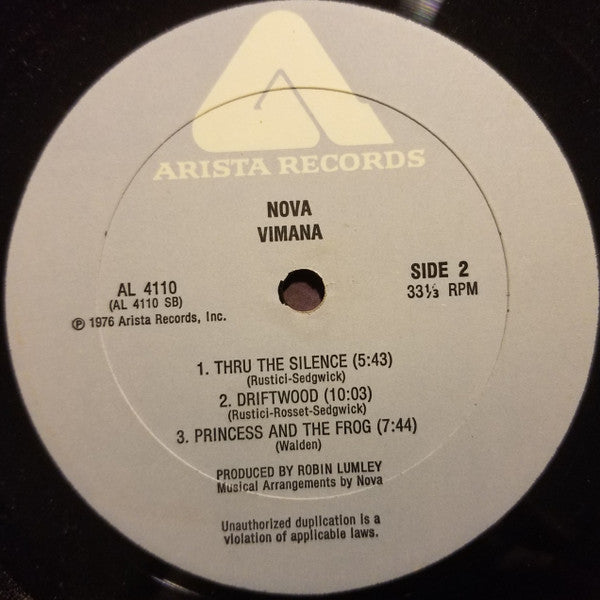 ARISTA RECORDS
NOVA
VIMANA
AL 4110
(AL 4110 SB)
℗ 1976 Arista Records, Inc.
SIDE 2
33⅓ RPM
1. THRU THE SILENCE (5:43)
(Rustici-Sedgwick)
2. DRIFTWOOD (10:03)
(Rustici-Rosset-Sedgwick)
3. PRINCESS AND THE FROG (7:44)
(Walden)
PRODUCED BY ROBIN LUMLEY
Musical Arrangements by Nova
Unauthorized duplication is a
violation of applicable laws.